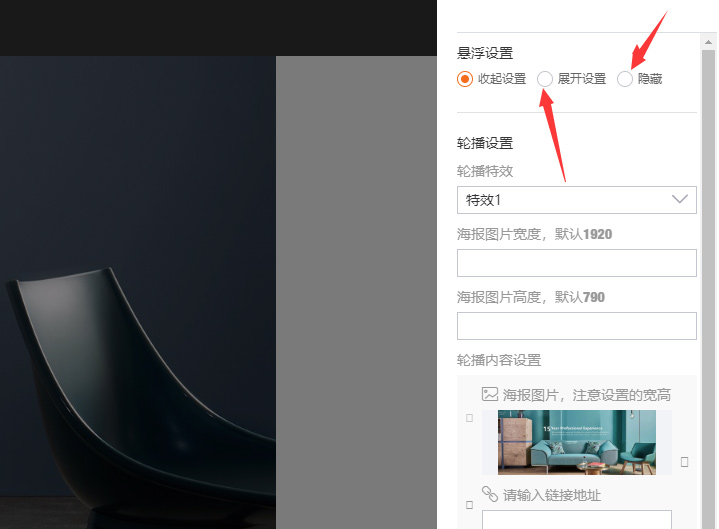 悬浮设置
收起设置 展开设置 隐藏
轮播设置
轮播特效
特效1
海报图片宽度，默认1920
海报图片高度，默认790
轮播内容设置
海报图片，注意设置的宽高
15 Years Professional Experience
请输入链接地址